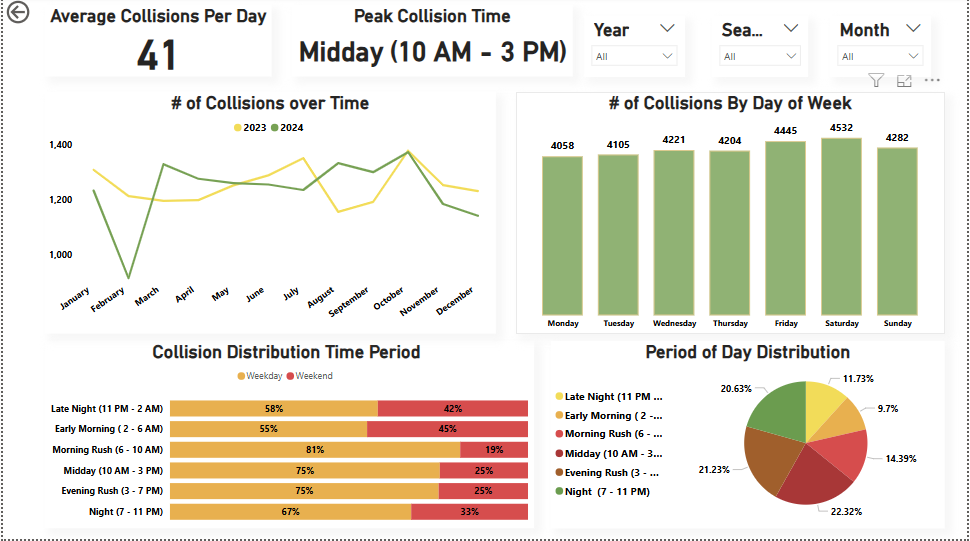 Average Collisions Per Day
41
Peak Collision Time
Midday (10 AM - 3 PM)
Year
All
Sea...
All
Month
All
# of Collisions over Time
2023 2024
1,400
1,200
1,000
January
February
March
April
May
June
July
August
September
October
November
December
# of Collisions By Day of Week
4058
4105
4221
4204
4445
4532
4282
Monday
Tuesday
Wednesday
Thursday
Friday
Saturday
Sunday
Collision Distribution Time Period
Weekday Weekend
Late Night (11 PM - 2 AM) 58% 42%
Early Morning ( 2 - 6 AM) 55% 45%
Morning Rush (6 - 10 AM) 81% 19%
Midday (10 AM - 3 PM) 75% 25%
Evening Rush (3 - 7 PM) 75% 25%
Night (7 - 11 PM) 67% 33%
Period of Day Distribution
Late Night (11 PM ...
Early Morning ( 2 -...
Morning Rush (6 - ...
Midday (10 AM - 3...
Evening Rush (3 - ...
Night (7 - 11 PM)
11.73%
9.7%
14.39%
22.32%
21.23%
20.63%